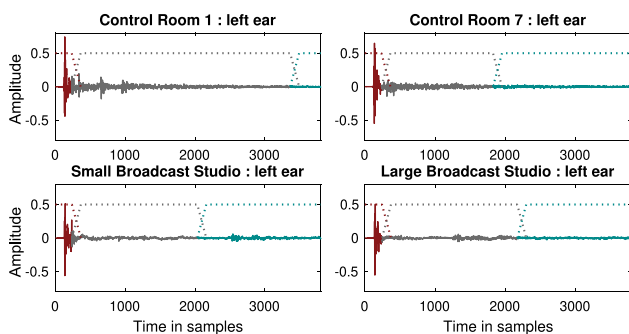 Control Room 1 : left ear
Control Room 7 : left ear
Amplitude
0.5
0
-0.5
0.5
0
-0.5
0 1000 2000 3000
0 1000 2000 3000
Small Broadcast Studio : left ear
Large Broadcast Studio : left ear
Amplitude
0.5
0
-0.5
0.5
0
-0.5
0 1000 2000 3000
0 1000 2000 3000
Time in samples
Time in samples